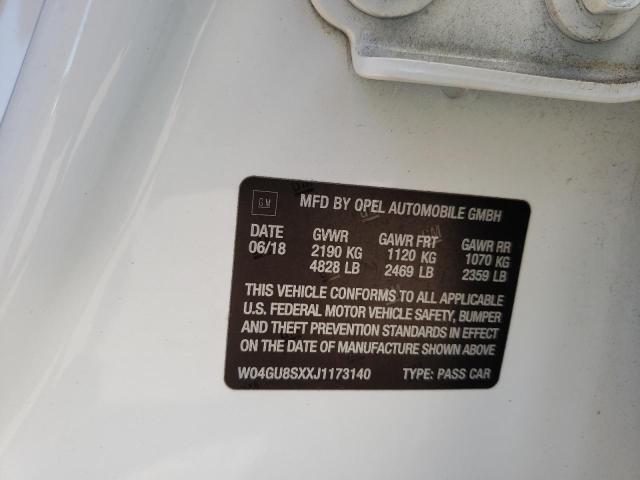 GM MFD BY OPEL AUTOMOBILE GMBH
DATE GVWR GAWR FRT GAWR RR
06/18 2190 KG 1120 KG 1070 KG
4828 LB 2469 LB 2359 LB
THIS VEHICLE CONFORMS TO ALL APPLICABLE
U.S. FEDERAL MOTOR VEHICLE SAFETY, BUMPER
AND THEFT PREVENTION STANDARDS IN EFFECT
ON THE DATE OF MANUFACTURE SHOWN ABOVE
W04GU8SXXJ1173140 TYPE: PASS CAR